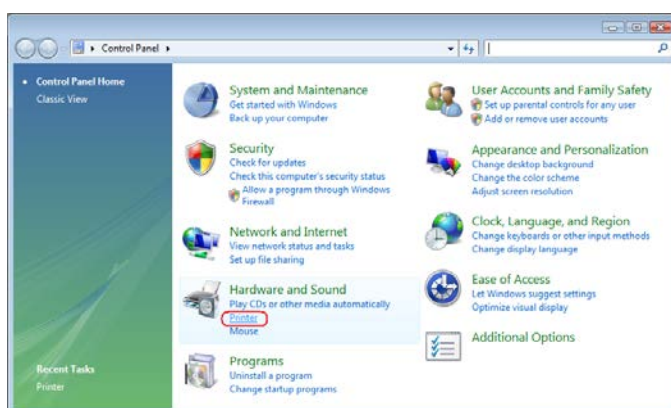 Control Panel
Control Panel Home
Classic View
System and Maintenance
Get started with Windows
Back up your computer
Security
Check for updates
Check this computer's security status
Allow a program through Windows
Firewall
Network and Internet
View network status and tasks
Set up file sharing
Hardware and Sound
Play CDs or other media automatically
Printer
Mouse
Programs
Uninstall a program
Change startup programs
User Accounts and Family Safety
Set up parental controls for any user
Add or remove user accounts
Appearance and Personalization
Change desktop background
Change the color scheme
Adjust screen resolution
Clock, Language, and Region
Change keyboards or other input methods
Change display language
Ease of Access
Let Windows suggest settings
Optimize visual display
Additional Options
Recent Tasks
Printer